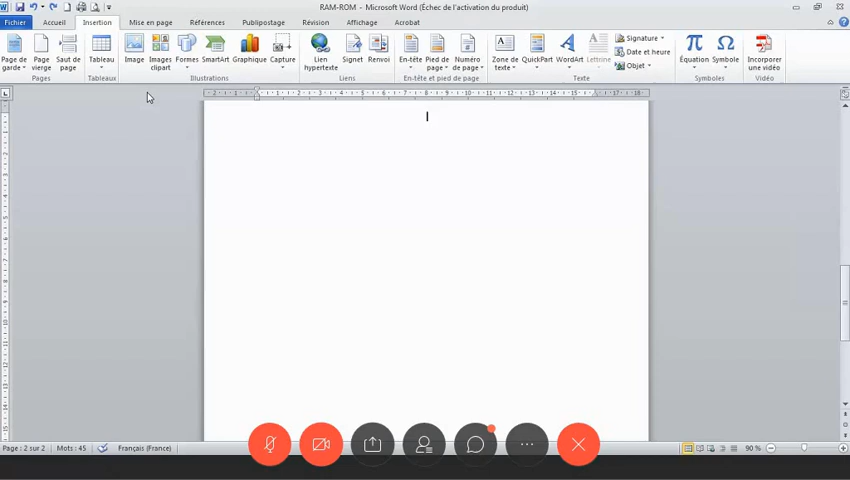 RAM-ROM - Microsoft Word (Échec de l'activation du produit)
Fichier Accueil Insertion Mise en page Références Publipostage Révision Affichage Acrobat
Page de garde Page vierge Saut de page Tableau Image Images clipart Formes SmartArt Graphique Capture Lien hypertexte Signet Renvoi En-tête Pied de page Numéro de page Zone de texte QuickPart WordArt Lettrine Signature Date et heure Objet Équation Symbole Incorporer une vidéo
Pages Tableaux Illustrations Liens En-tête et pied de page Texte Symboles Vidéo
Page : 2 sur 2 Mots : 45 Français (France) 90 %